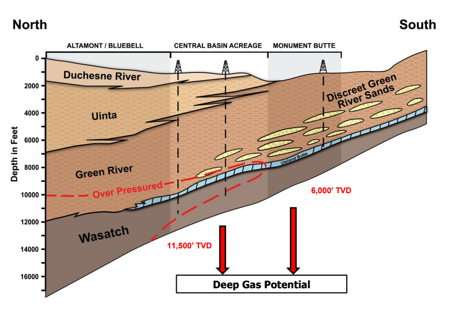 North
South
ALTAMONT / BLUEBELL
CENTRAL BASIN ACREAGE
MONUMENT BUTTE
Depth in Feet
0
2000
4000
6000
8000
10000
12000
14000
16000
Duchesne River
Uinta
Green River
Over Pressured
Wasatch
Discreet Green
River Sands
11,500' TVD
6,000' TVD
Deep Gas Potential